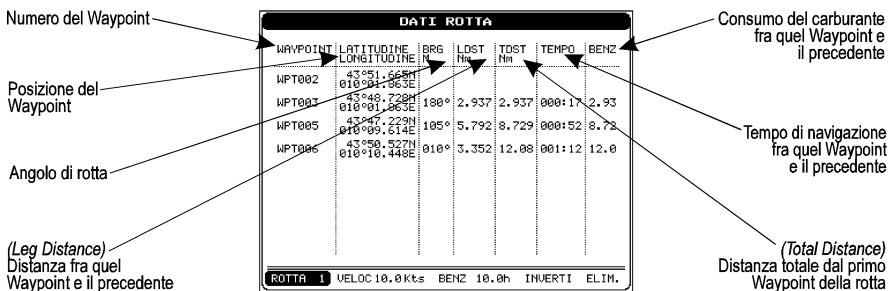 Numero del Waypoint
Posizione del
Waypoint
Angolo di rotta
(Leg Distance)
Distanza fra quel
Waypoint e il precedente
DATI ROTTA
WAYPOINT LATITUDINE BRG LDST TDST TEMPO BENZ
LONGITUDINE M Nm Nm
WPT002 43°51.665N
010°01.863E
WPT003 43°48.728N 180° 2.937 2.937 000:17 2.93
010°01.863E
WPT005 43°47.229N 105° 5.792 8.729 000:52 8.72
010°09.614E
WPT006 43°50.527N 010° 3.352 12.08 001:12 12.0
010°10.448E
ROTTA 1 VELOC 10.0Kts BENZ 10.0h INVERTI ELIM.
Consumo del carburante
fra quel Waypoint e
il precedente
Tempo di navigazione
fra quel Waypoint
e il precedente
(Total Distance)
Distanza totale dal primo
Waypoint della rotta